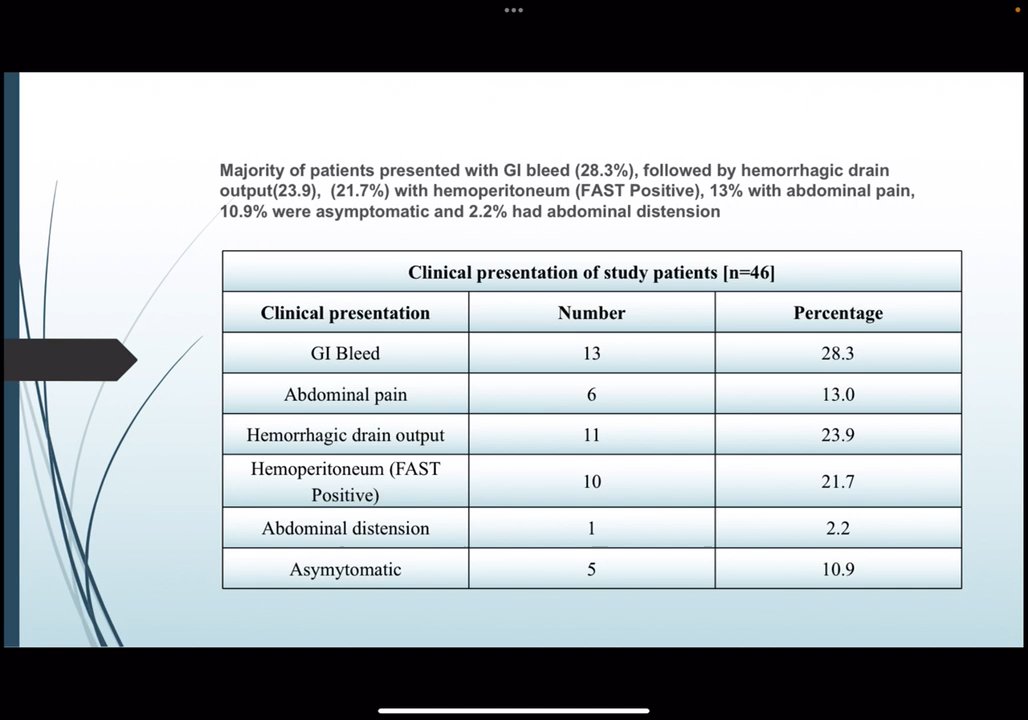 Majority of patients presented with GI bleed (28.3%), followed by hemorrhagic drain
output(23.9),  (21.7%) with hemoperitoneum (FAST Positive), 13% with abdominal pain,
10.9% were asymptomatic and 2.2% had abdominal distension
Clinical presentation of study patients [n=46]
Clinical presentation Number Percentage
GI Bleed 13 28.3
Abdominal pain 6 13.0
Hemorrhagic drain output 11 23.9
Hemoperitoneum (FAST
Positive) 10 21.7
Abdominal distension 1 2.2
Asymytomatic 5 10.9